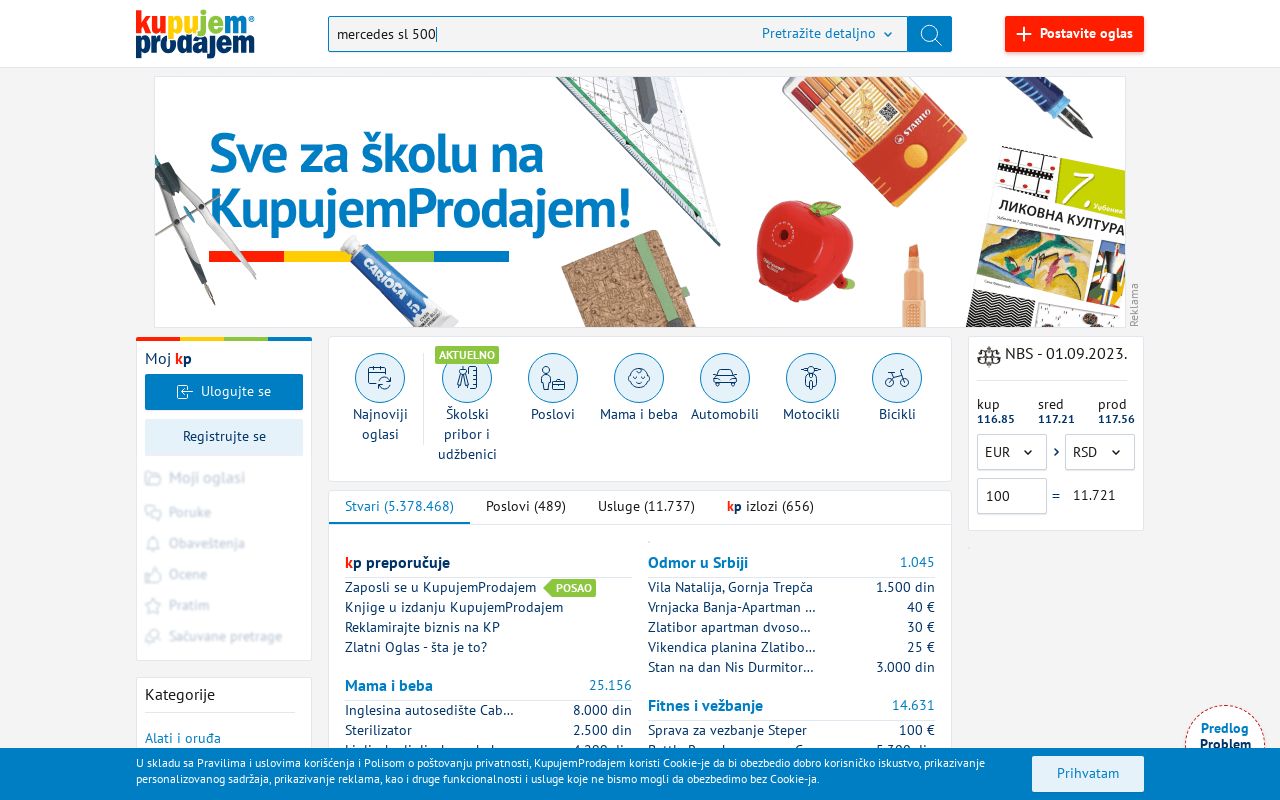 kupujem
prodajem
mercedes sl 500
Pretražite detaljno
Postavite oglas
Sve za školu na
KupujemProdajem!
STABILO
7.
Уџбеник
ЛИКОВНА КУЛТУРА
CARIOCA
Reklama
Moj kp
Ulogujte se
Registrujte se
Moji oglasi
Poruke
Obaveštenja
Ocene
Pratim
Sačuvane pretrage
Kategorije
Alati i oruđa
AKTUELNO
Najnoviji
oglasi
Školski
pribor i
udžbenici
Poslovi
Mama i beba
Automobili
Motocikli
Bicikli
Stvari (5.378.468)
Poslovi (489)
Usluge (11.737)
kp izlozi (656)
kp preporučuje
Zaposli se u KupujemProdajem POSAO
Knjige u izdanju KupujemProdajem
Reklamirajte biznis na KP
Zlatni Oglas - šta je to?
Mama i beba 25.156
Inglesina autosedište Cab... 8.000 din
Sterilizator 2.500 din
Odmor u Srbiji 1.045
Vila Natalija, Gornja Trepča 1.500 din
Vrnjacka Banja-Apartman ... 40 €
Zlatibor apartman dvoso... 30 €
Vikendica planina Zlatibo... 25 €
Stan na dan Nis Durmitor... 3.000 din
Fitnes i vežbanje 14.631
Sprava za vezbanje Steper 100 €
NBS - 01.09.2023.
kup sred prod
116.85 117.21 117.56
EUR RSD
100 = 11.721
Predlog
Problem
U skladu sa Pravilima i uslovima korišćenja i Polisom o poštovanju privatnosti, KupujemProdajem koristi Cookie-je da bi obezbedio dobro korisničko iskustvo, prikazivanje
personalizovanog sadržaja, prikazivanje reklama, kao i druge funkcionalnosti i usluge koje ne bismo mogli da obezbedimo bez Cookie-ja.
Prihvatam